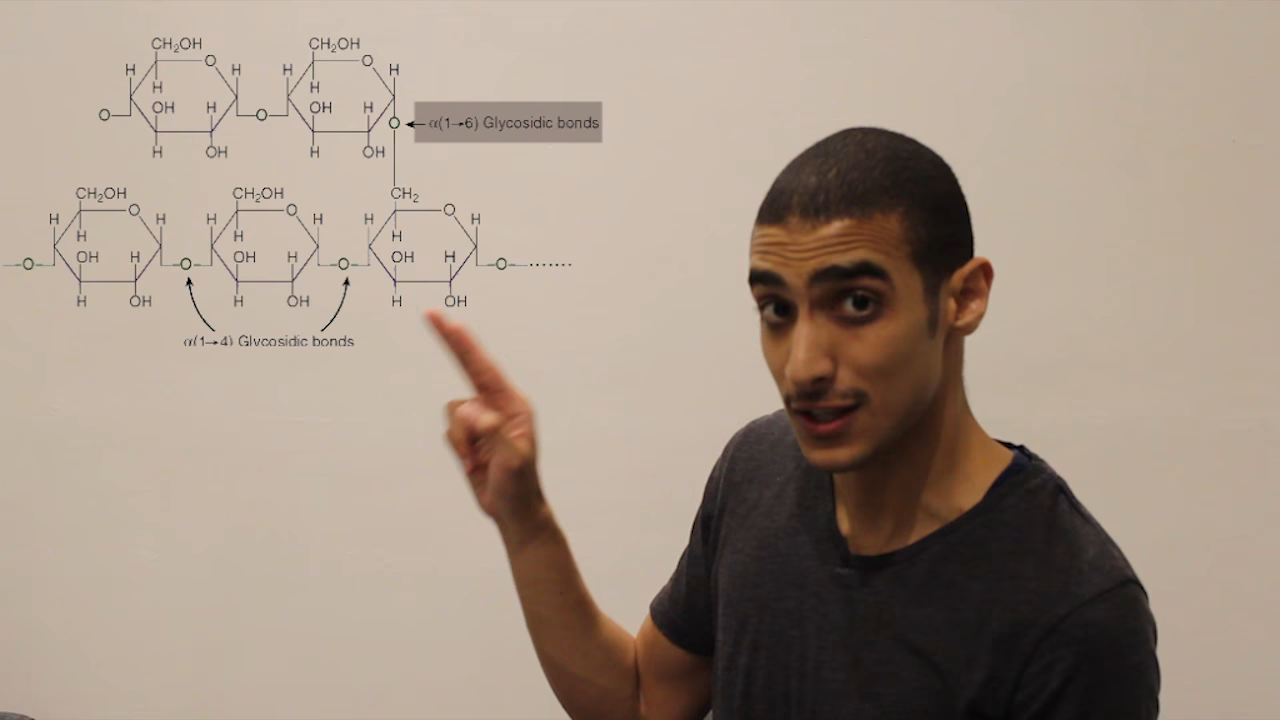 CH₂OH CH₂OH
O O
H H H H
H H
OH H OH H
O O
O α(1→6) Glycosidic bonds
H OH H OH
CH₂OH CH₂OH CH₂
O O O
H H H H H H
H H H
OH H OH H OH H
O O O O
H OH H OH H OH
α(1→4) Glycosidic bonds